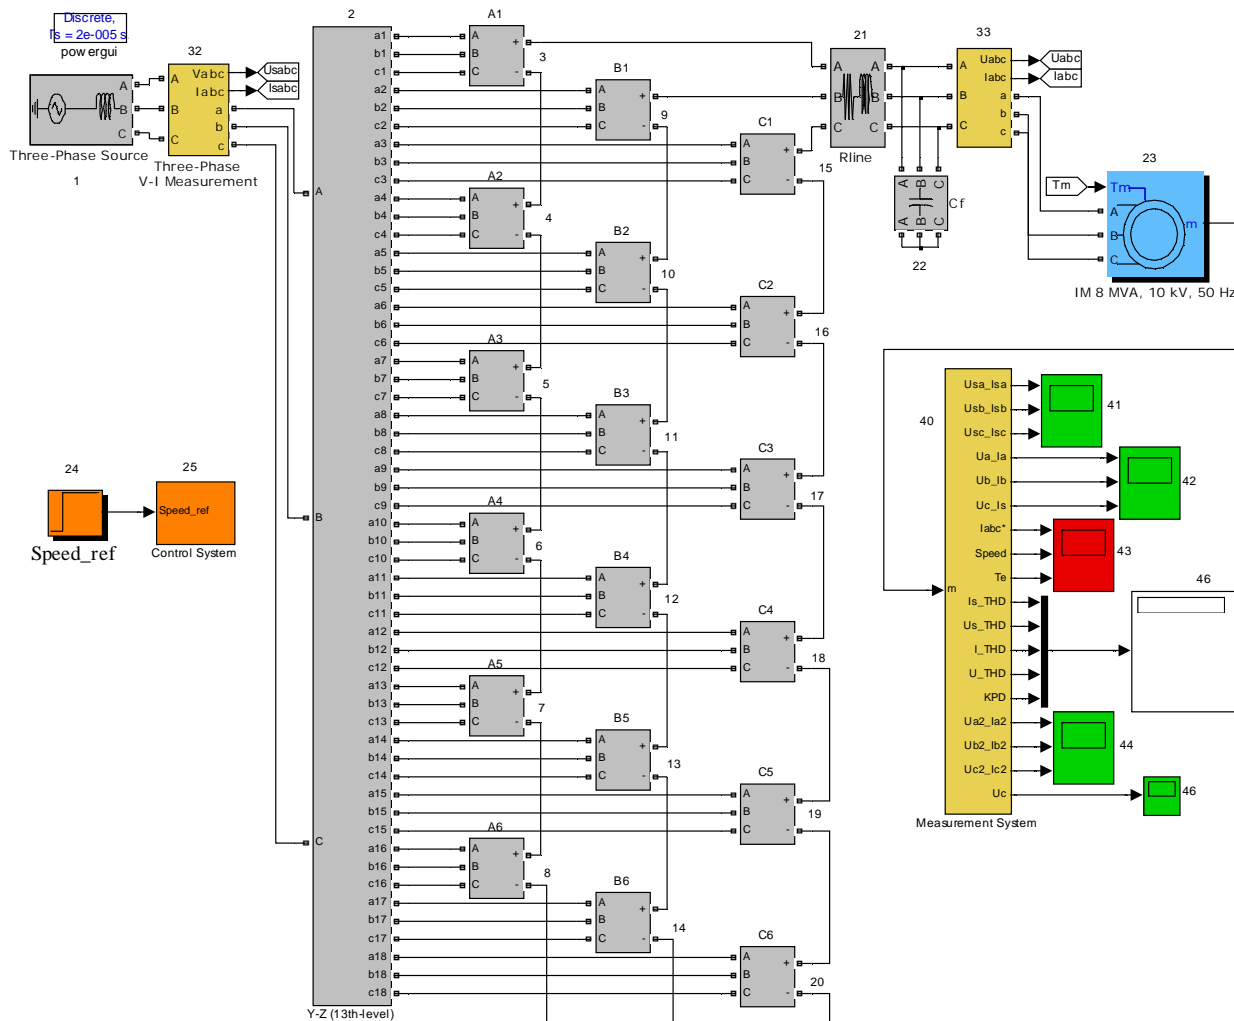 Discrete,
Ts = 2e-005 s
powergui
32
Vabc
Iabc
A
B
C
a
b
c
Usabc
Isabc
A
B
C
Three-Phase Source
1
Three-Phase
V-I Measurement
2
A
B
C
a1
b1
c1
a2
b2
c2
a3
b3
c3
a4
b4
c4
a5
b5
c5
a6
b6
c6
a7
b7
c7
a8
b8
c8
a9
b9
c9
a10
b10
c10
a11
b11
c11
a12
b12
c12
a13
b13
c13
a14
b14
c14
a15
b15
c15
a16
b16
c16
a17
b17
c17
a18
b18
c18
Y-Z (13th-level)
A1
A
B
C
+
-
3
B1
A
B
C
+
-
9
C1
A
B
C
+
-
15
A2
A
B
C
+
-
4
B2
A
B
C
+
-
10
C2
A
B
C
+
-
16
A3
A
B
C
+
-
5
B3
A
B
C
+
-
11
C3
A
B
C
+
-
17
A4
A
B
C
+
-
6
B4
A
B
C
+
-
12
C4
A
B
C
+
-
18
A5
A
B
C
+
-
7
B5
A
B
C
+
-
13
C5
A
B
C
+
-
19
A6
A
B
C
+
-
8
B6
A
B
C
+
-
14
C6
A
B
C
+
-
20
21
A
B
C
A
B
C
Rline
33
A
B
C
Uabc
Iabc
a
b
c
Uabc
Iabc
A
B
C
A
B
C
Cf
22
23
Tm
Tm
A
B
C
m
IM 8 MVA, 10 kV, 50 Hz
24
Speed_ref
25
Speed_ref
Control System
40
m
Usa_Isa
Usb_Isb
Usc_Isc
Ua_Ia
Ub_Ib
Uc_Is
Iabc*
Speed
Te
Is_THD
Us_THD
I_THD
U_THD
KPD
Ua2_Ia2
Ub2_Ib2
Uc2_Ic2
Uc
Measurement System
41
42
43
46
44
46